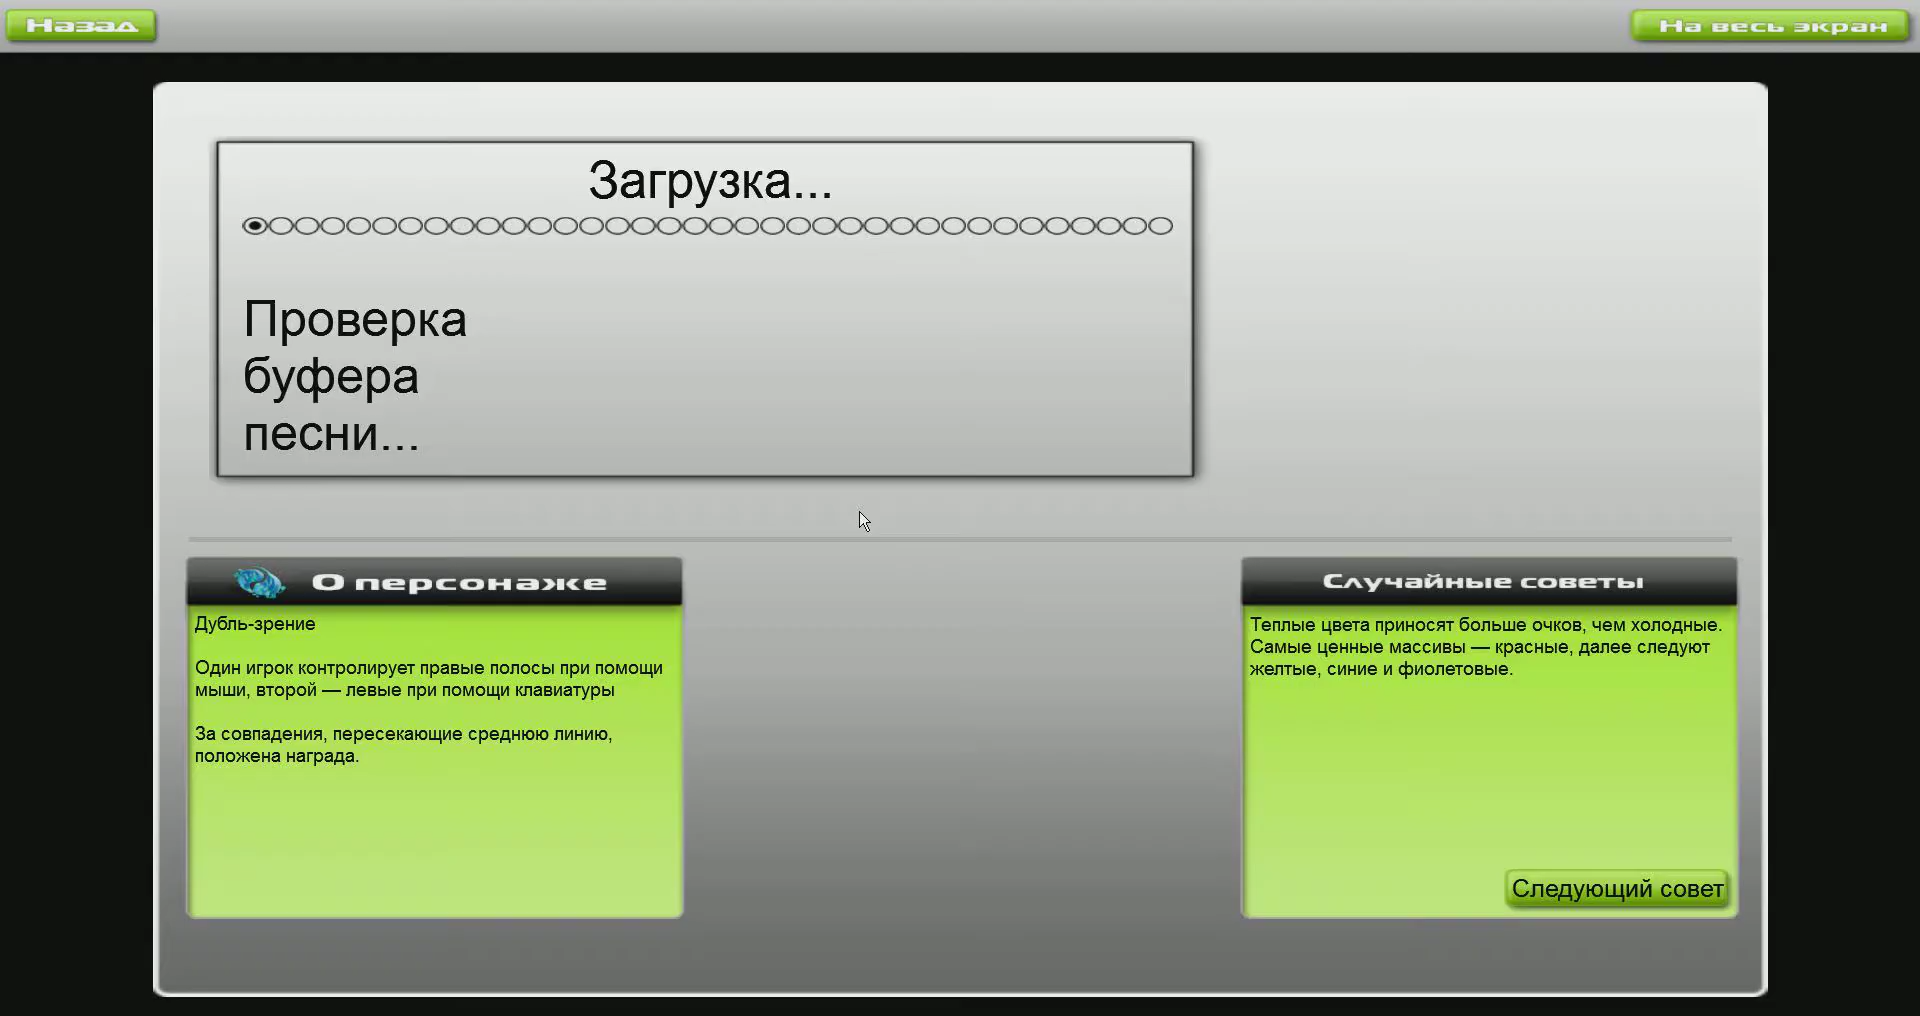 Назад
На весь экран
Загрузка...
Проверка
буфера
песни...
О персонаже
Дубль-зрение
Один игрок контролирует правые полосы при помощи
мыши, второй — левые при помощи клавиатуры
За совпадения, пересекающие среднюю линию,
положена награда.
Случайные советы
Теплые цвета приносят больше очков, чем холодные.
Самые ценные массивы — красные, далее следуют
желтые, синие и фиолетовые.
Следующий совет